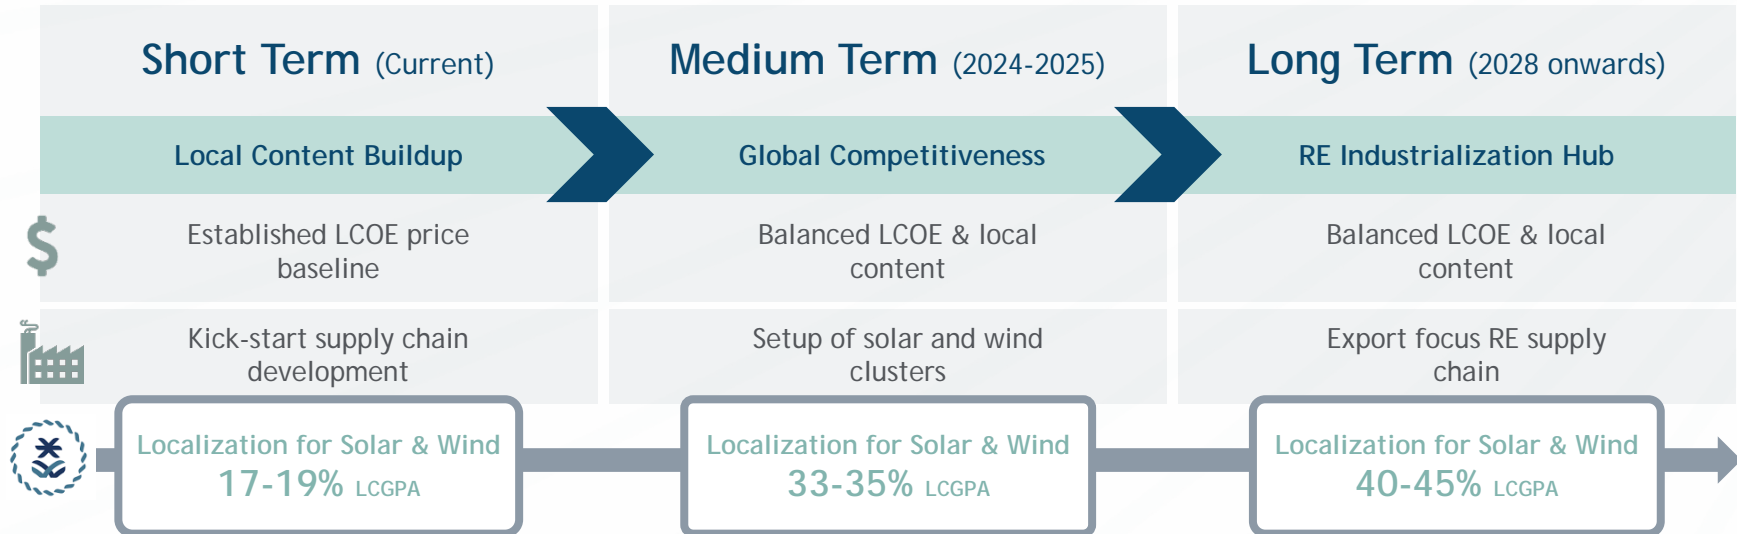 Short Term (Current)
Medium Term (2024-2025)
Long Term (2028 onwards)
Local Content Buildup
Global Competitiveness
RE Industrialization Hub
$
Established LCOE price
baseline
Balanced LCOE & local
content
Balanced LCOE & local
content
Kick-start supply chain
development
Setup of solar and wind
clusters
Export focus RE supply
chain
Localization for Solar & Wind
17-19% LCGPA
Localization for Solar & Wind
33-35% LCGPA
Localization for Solar & Wind
40-45% LCGPA